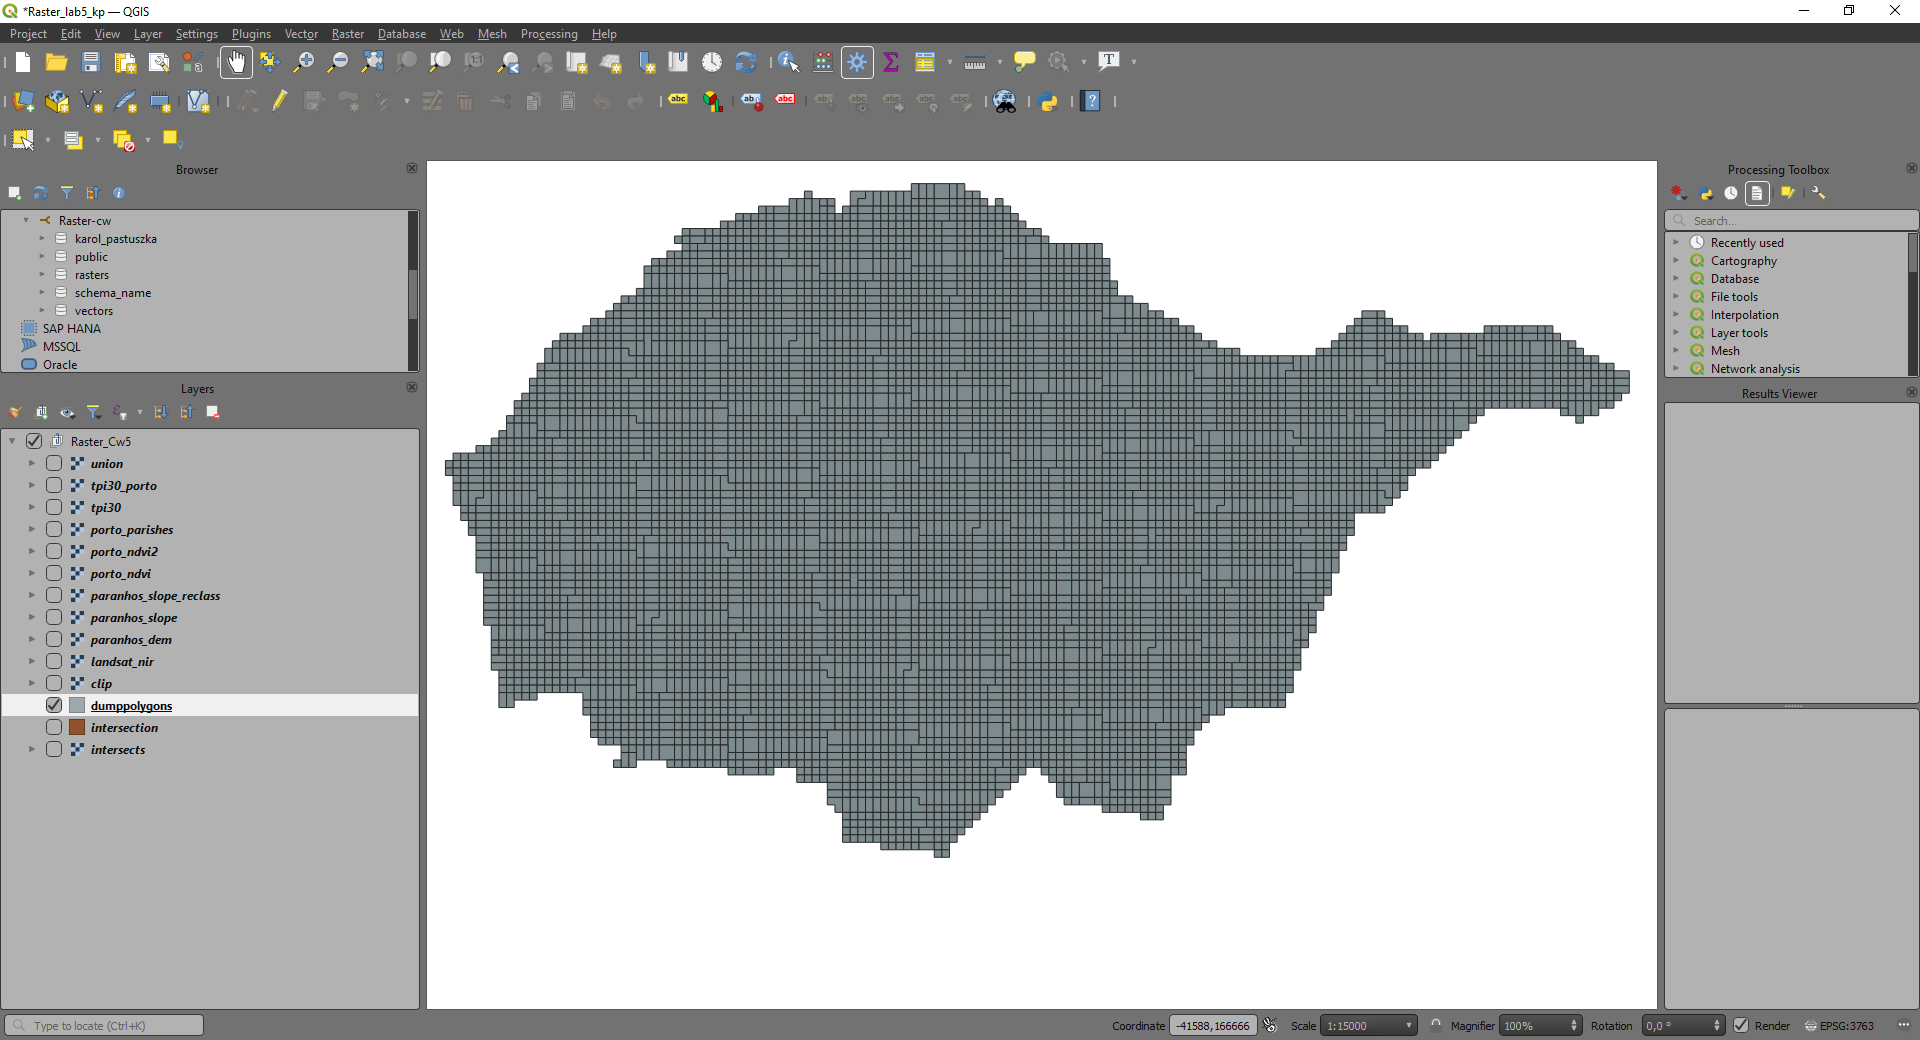 *Raster_lab5_kp — QGIS
Project Edit View Layer Settings Plugins Vector Raster Database Web Mesh Processing Help
Browser
Raster-cw
karol_pastuszka
public
rasters
schema_name
vectors
SAP HANA
MSSQL
Oracle
Layers
Raster_Cw5
union
tpi30_porto
tpi30
porto_parishes
porto_ndvi2
porto_ndvi
paranhos_slope_reclass
paranhos_slope
paranhos_dem
landsat_nir
clip
dumppolygons
intersection
intersects
Processing Toolbox
Search...
Recently used
Cartography
Database
File tools
Interpolation
Layer tools
Mesh
Network analysis
Results Viewer
Type to locate (Ctrl+K)
Coordinate -41588,166666 Scale 1:15000 Magnifier 100% Rotation 0,0 ° Render EPSG:3763